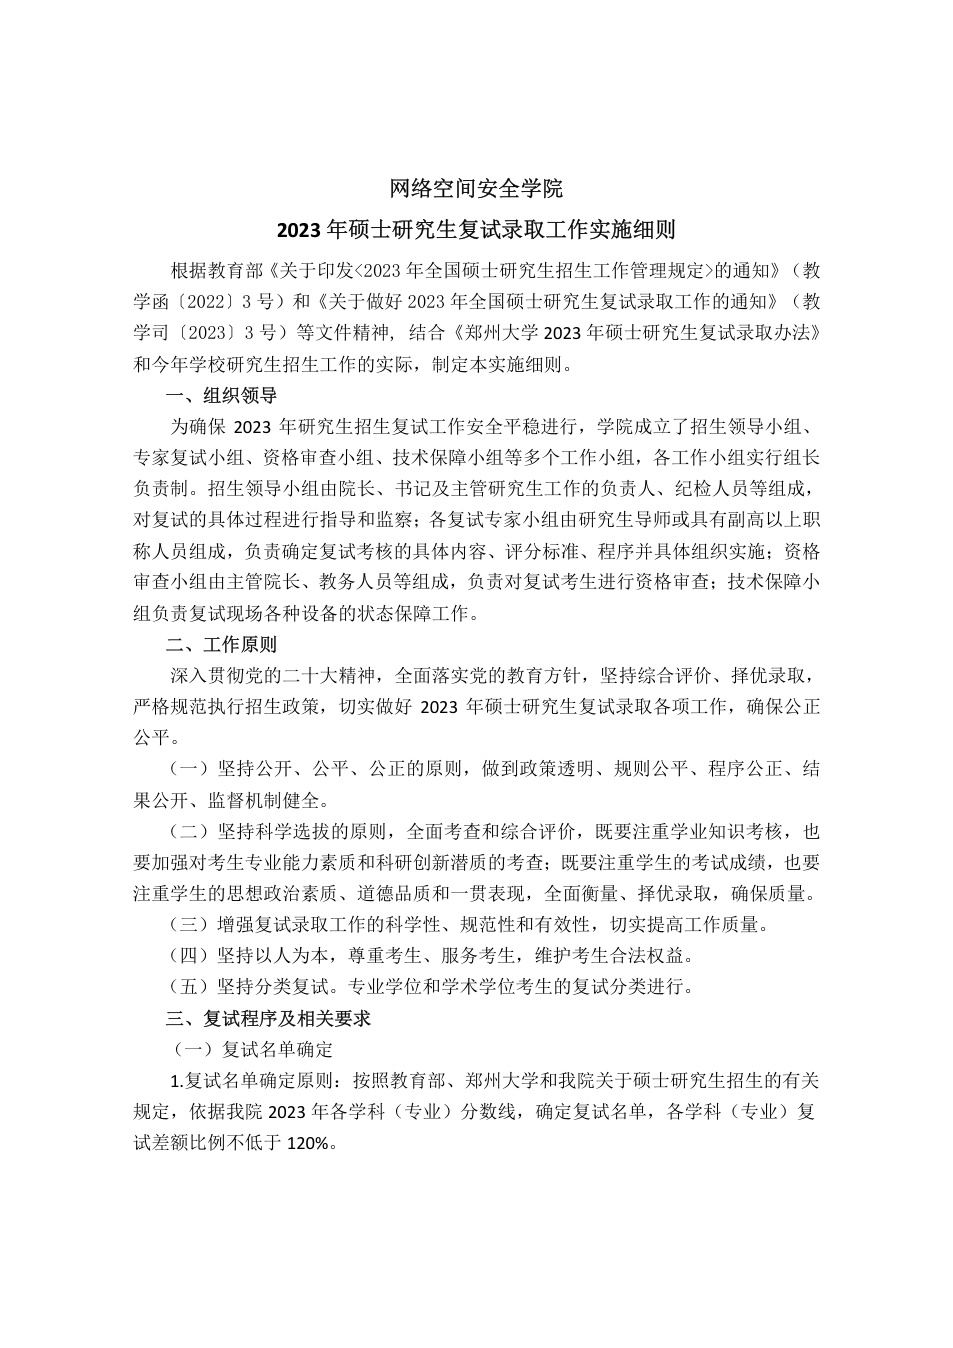 网络空间安全学院
2023 年硕士研究生复试录取工作实施细则
根据教育部《关于印发<2023 年全国硕士研究生招生工作管理规定>的通知》（教
学函〔2022〕3 号）和《关于做好 2023 年全国硕士研究生复试录取工作的通知》（教
学司〔2023〕3 号）等文件精神, 结合《郑州大学 2023 年硕士研究生复试录取办法》
和今年学校研究生招生工作的实际，制定本实施细则。
一、组织领导
为确保 2023 年研究生招生复试工作安全平稳进行，学院成立了招生领导小组、
专家复试小组、资格审查小组、技术保障小组等多个工作小组，各工作小组实行组长
负责制。招生领导小组由院长、书记及主管研究生工作的负责人、纪检人员等组成，
对复试的具体过程进行指导和监察；各复试专家小组由研究生导师或具有副高以上职
称人员组成，负责确定复试考核的具体内容、评分标准、程序并具体组织实施；资格
审查小组由主管院长、教务人员等组成，负责对复试考生进行资格审查；技术保障小
组负责复试现场各种设备的状态保障工作。
二、工作原则
深入贯彻党的二十大精神，全面落实党的教育方针，坚持综合评价、择优录取，
严格规范执行招生政策，切实做好 2023 年硕士研究生复试录取各项工作，确保公正
公平。
（一）坚持公开、公平、公正的原则，做到政策透明、规则公平、程序公正、结
果公开、监督机制健全。
（二）坚持科学选拔的原则，全面考查和综合评价，既要注重学业知识考核，也
要加强对考生专业能力素质和科研创新潜质的考查；既要注重学生的考试成绩，也要
注重学生的思想政治素质、道德品质和一贯表现，全面衡量、择优录取，确保质量。
（三）增强复试录取工作的科学性、规范性和有效性，切实提高工作质量。
（四）坚持以人为本，尊重考生、服务考生，维护考生合法权益。
（五）坚持分类复试。专业学位和学术学位考生的复试分类进行。
三、复试程序及相关要求
（一）复试名单确定
1.复试名单确定原则：按照教育部、郑州大学和我院关于硕士研究生招生的有关
规定，依据我院 2023 年各学科（专业）分数线，确定复试名单，各学科（专业）复
试差额比例不低于 120%。